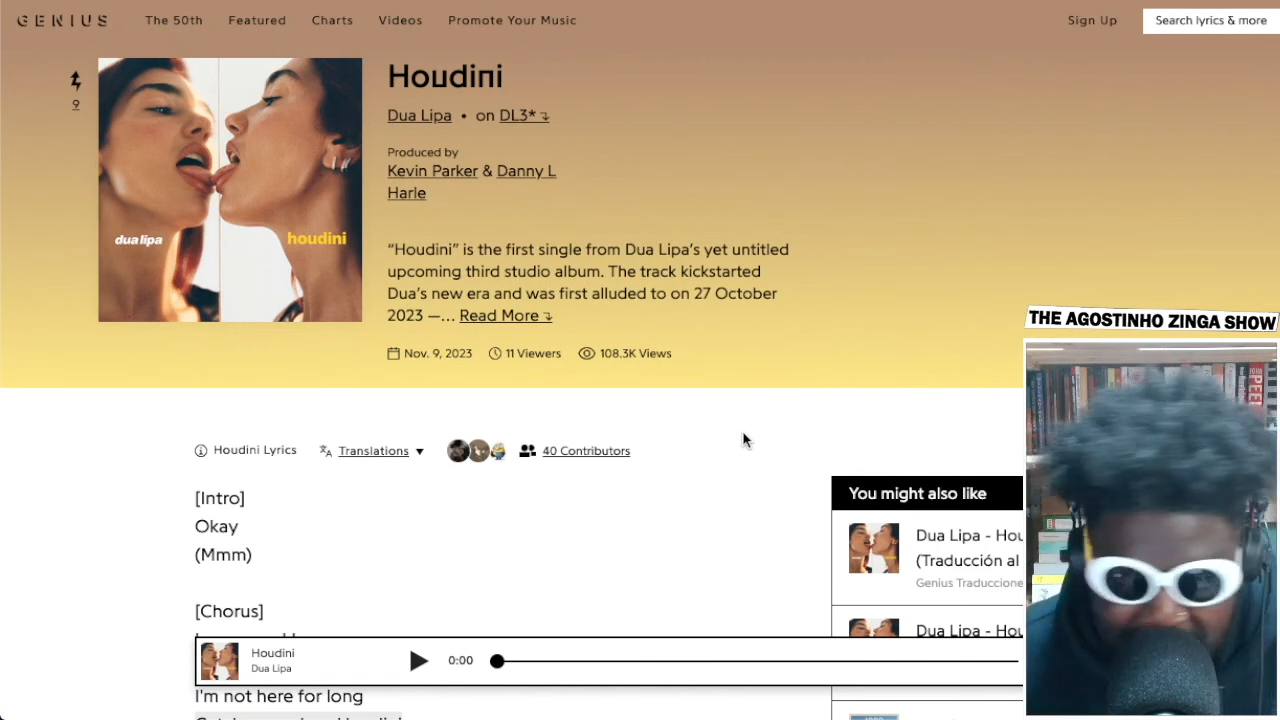 GENIUS
The 50th
Featured
Charts
Videos
Promote Your Music
Sign Up
Search lyrics & more
9
dua lipa
houdini
Houdini
Dua Lipa • on DL3*
Produced by
Kevin Parker & Danny L
Harle
“Houdini” is the first single from Dua Lipa’s yet untitled
upcoming third studio album. The track kickstarted
Dua’s new era and was first alluded to on 27 October
2023 —… Read More
Nov. 9, 2023
11 Viewers
108.3K Views
THE AGOSTINHO ZINGA SHOW
Houdini Lyrics
Translations
40 Contributors
[Intro]
Okay
(Mmm)
[Chorus]
You might also like
Dua Lipa - Hou
(Traducción al
Genius Traduccione
Dua Lipa - Hou
Houdini
Dua Lipa
0:00
I'm not here for long